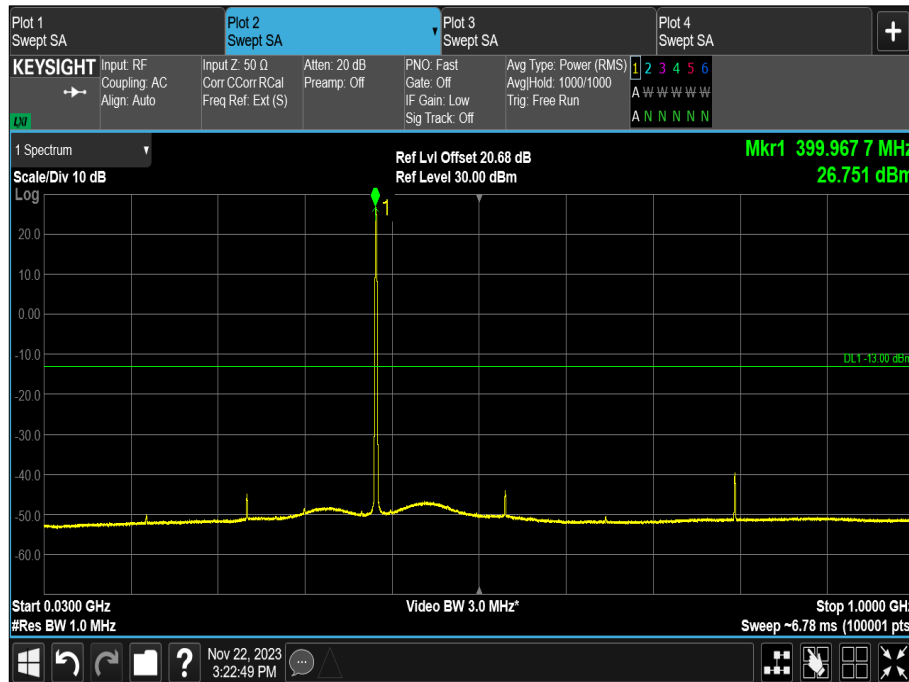 Plot 1
Swept SA
Plot 2
Swept SA
Plot 3
Swept SA
Plot 4
Swept SA
+
KEYSIGHT
LXI
Input: RF
Coupling: AC
Align: Auto
Input Z: 50 Ω
Corr CCorr RCal
Freq Ref: Ext (S)
Atten: 20 dB
Preamp: Off
PNO: Fast
Gate: Off
IF Gain: Low
Sig Track: Off
Avg Type: Power (RMS)
Avg|Hold: 1000/1000
Trig: Free Run
1 2 3 4 5 6
A W W W W W
A N N N N N
1 Spectrum
Scale/Div 10 dB
Log
Ref Lvl Offset 20.68 dB
Ref Level 30.00 dBm
Mkr1 399.967 7 MHz
26.751 dBm
1
20.0
10.0
0.00
-10.0
DL1 -13.00 dBm
-20.0
-30.0
-40.0
-50.0
-60.0
Start 0.0300 GHz
#Res BW 1.0 MHz
Video BW 3.0 MHz*
Stop 1.0000 GHz
Sweep ~6.78 ms (100001 pts)
?
Nov 22, 2023
3:22:49 PM